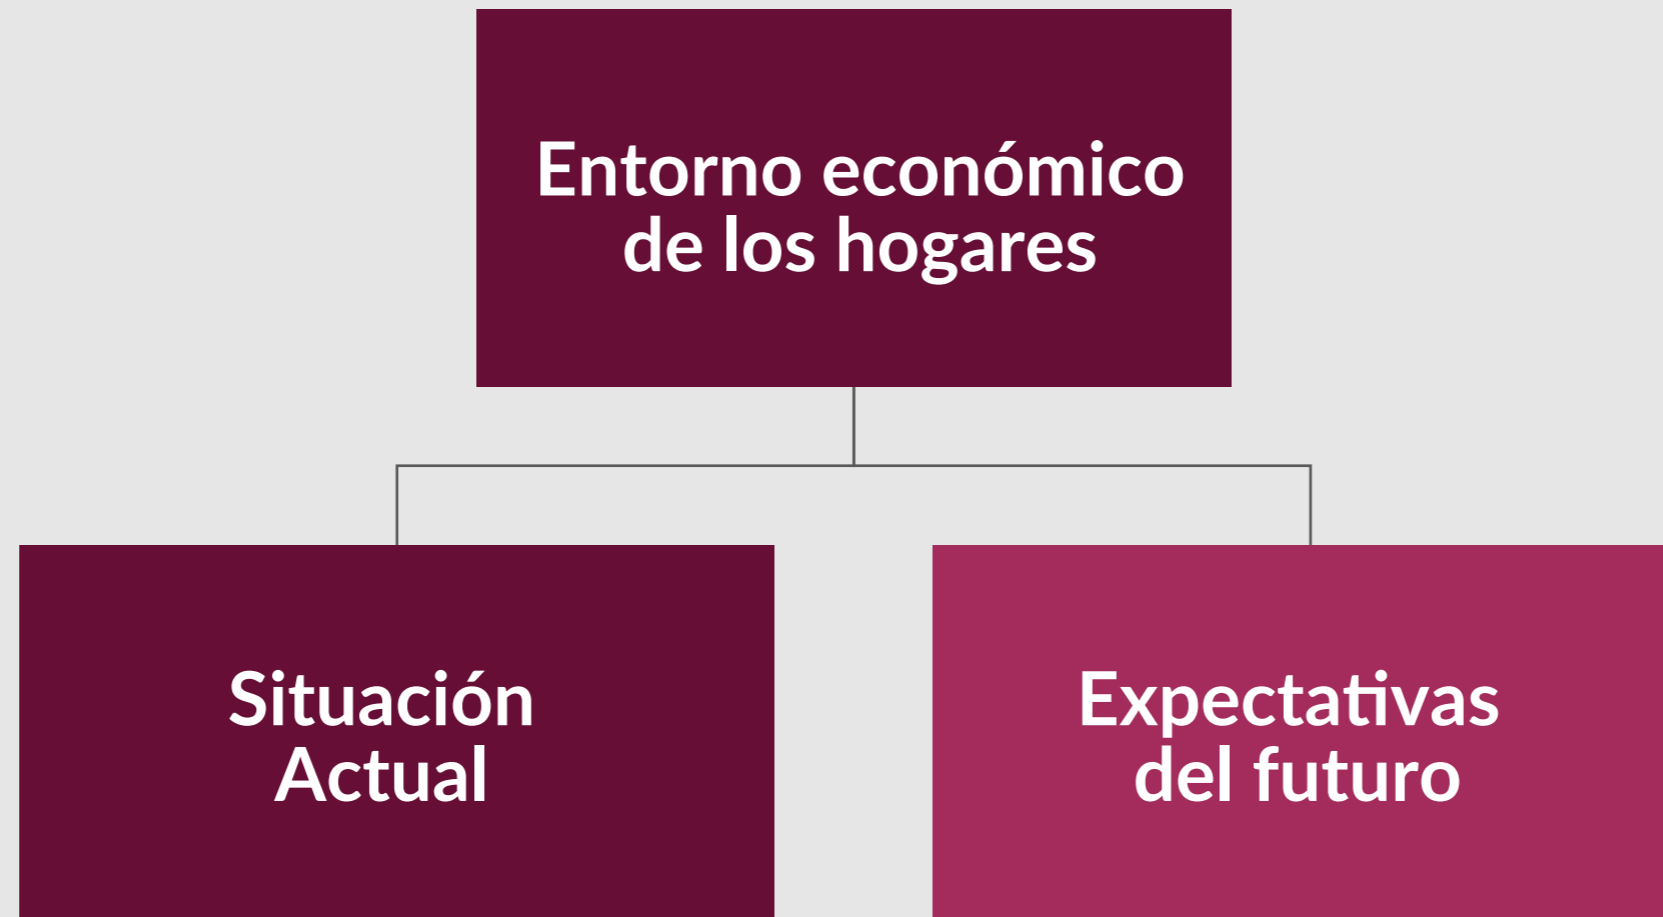 Entorno económico
de los hogares
Situación
Actual
Expectativas
del futuro